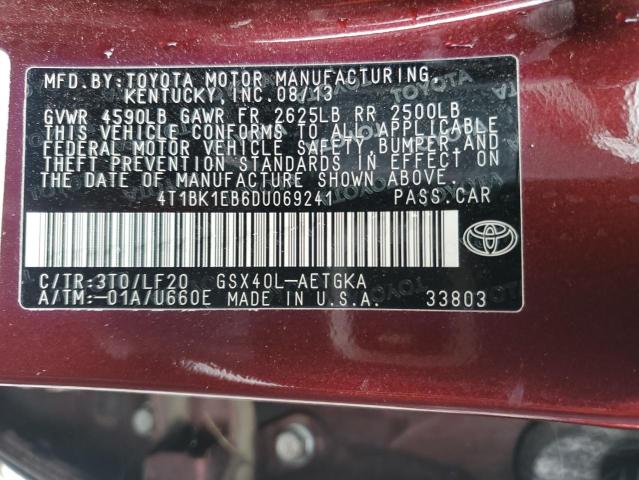 MFD.BY:TOYOTA MOTOR MANUFACTURING,
KENTUCKY,INC.08/13
GVWR 4590LB GAWR FR 2625LB RR 2500LB
THIS VEHICLE CONFORMS TO ALL APPLICABLE
FEDERAL MOTOR VEHICLE SAFETY,BUMPER,AND
THEFT PREVENTION STANDARDS IN EFFECT ON
THE DATE OF MANUFACTURE SHOWN ABOVE.
4T1BK1EB6DU069241 PASS.CAR
C/TR:3T0/LF20 GSX40L-AETGKA
A/TM:-01A/U660E MADE IN U.S.A. 33803